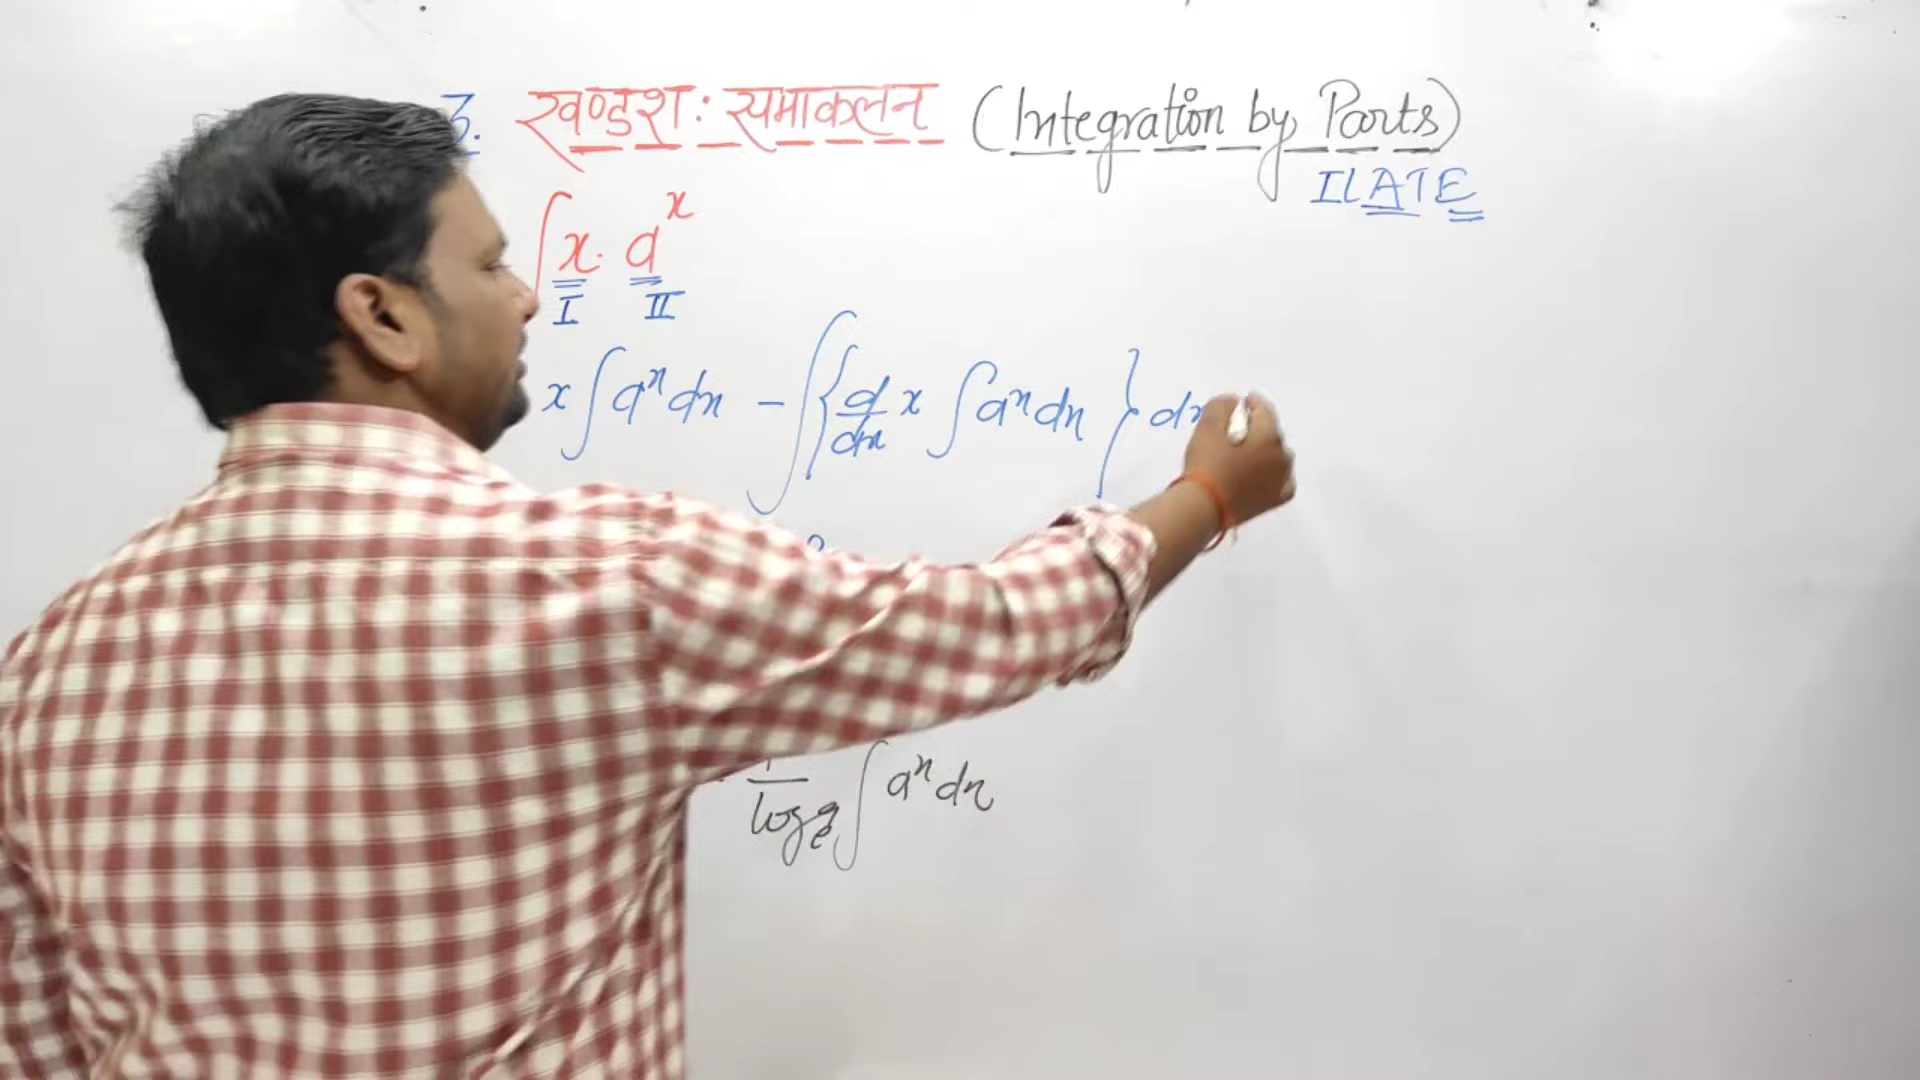 3. खण्डशः समाकलन (Integration by Parts)
ILATE
∫ x · a^x
I II
x ∫ a^x dx − ∫ { d/dx x ∫ a^x dx } dx
1/log_e a ∫ a^x dx